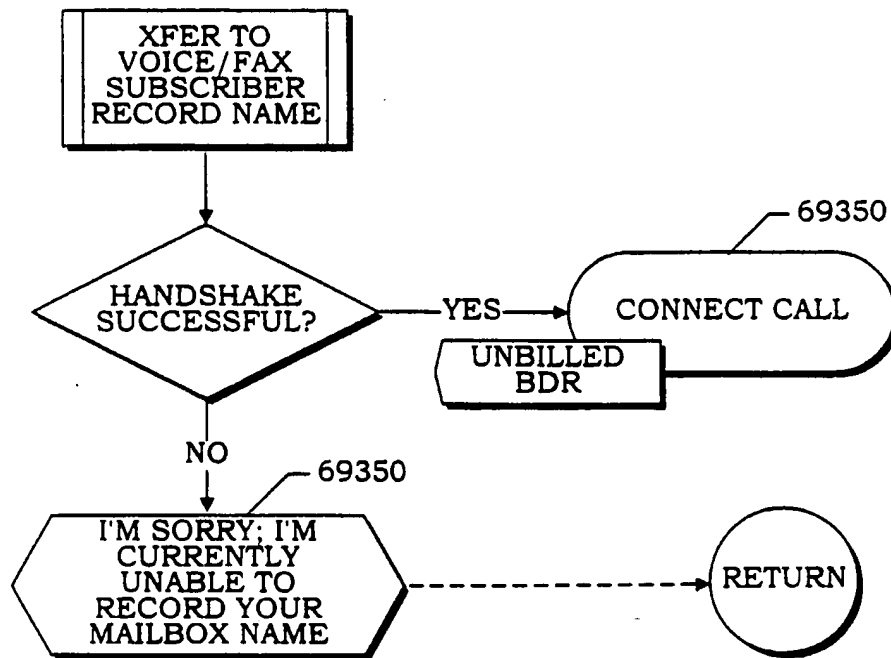 XFER TO
VOICE/FAX
SUBSCRIBER
RECORD NAME
69350
HANDSHAKE
SUCCESSFUL?
YES
CONNECT CALL
UNBILLED
BDR
NO
69350
I'M SORRY; I'M
CURRENTLY
UNABLE TO
RECORD YOUR
MAILBOX NAME
RETURN